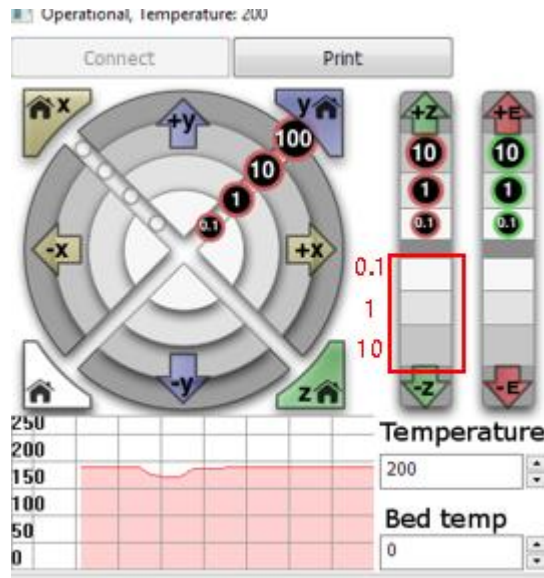 Operational, Temperature: 200
Connect Print
x +y y +Z +E
100 10 10
10
1 1 1
0.1 0.1 0.1
-x +x
0.1
1
10
-y z -Z -E
250
200
150
100
50
0
Temperature
200
Bed temp
0